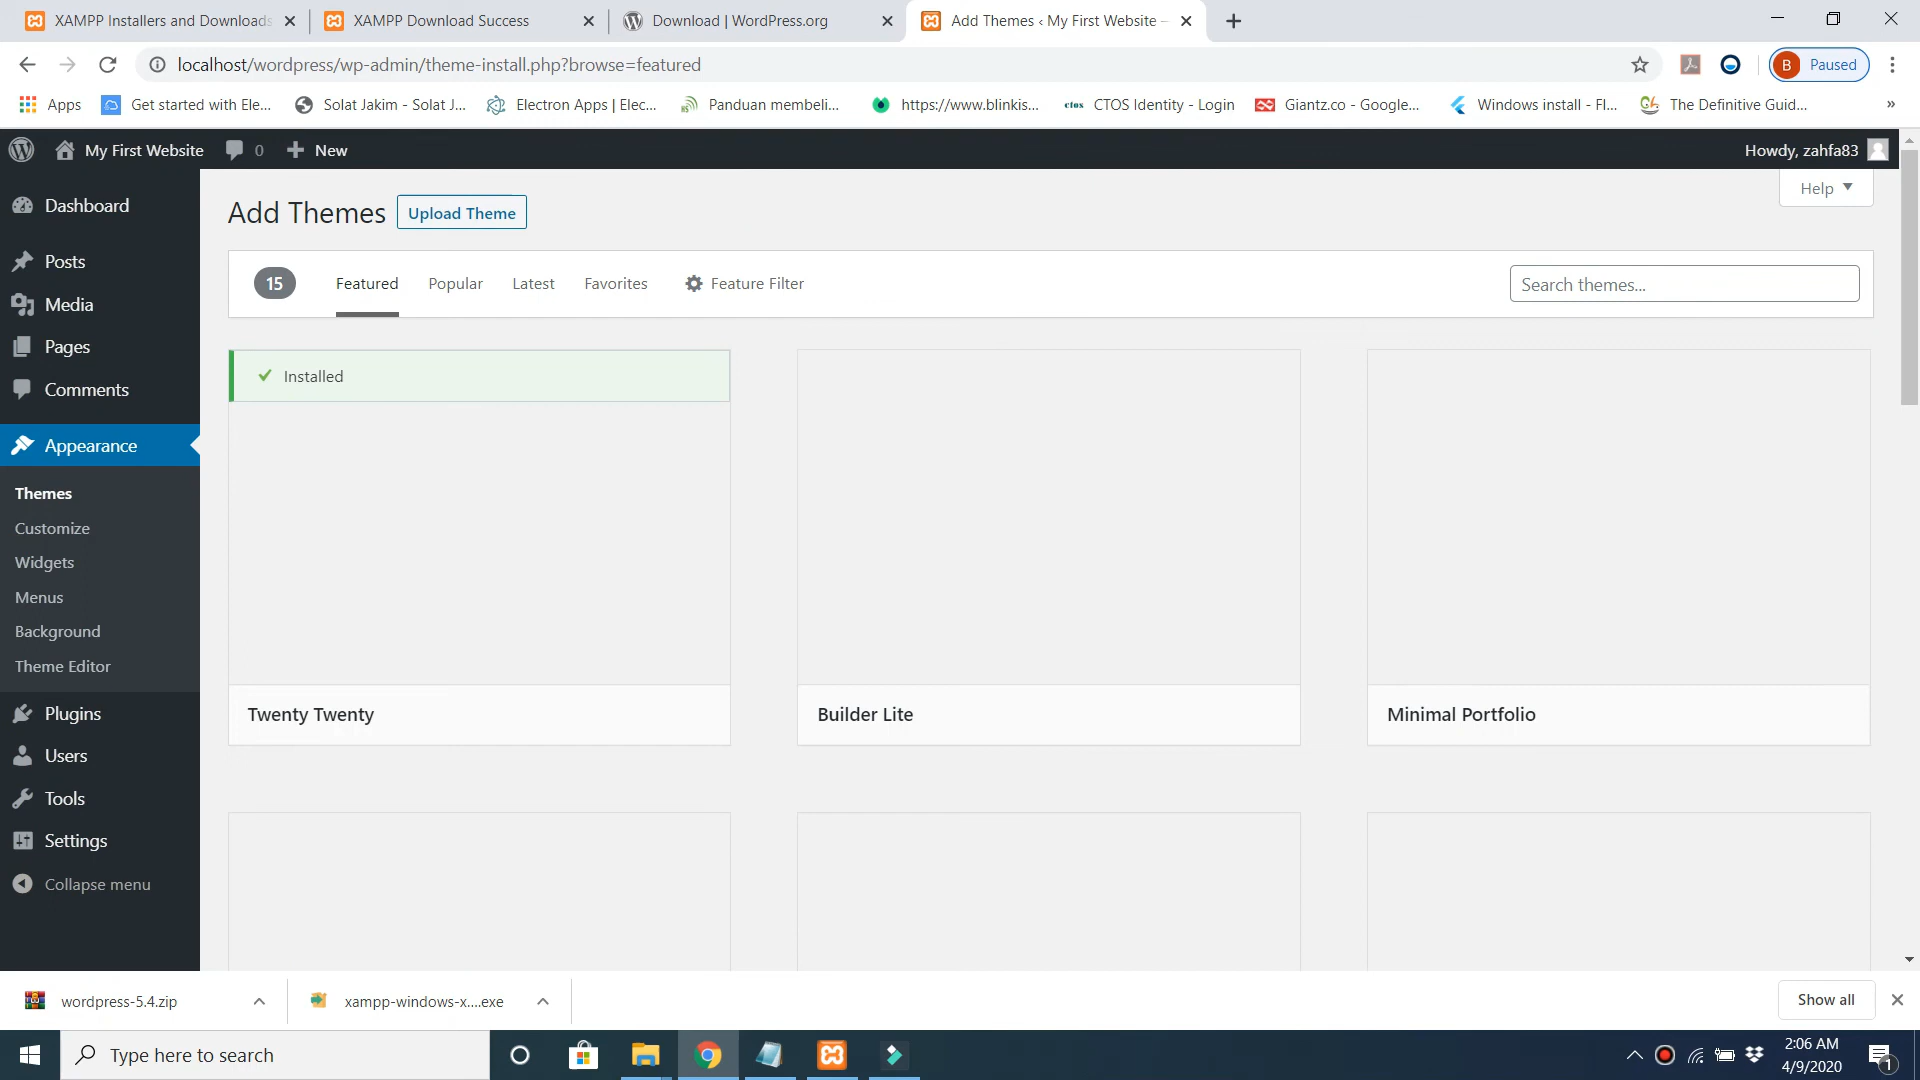 XAMPP Installers and Downloads
XAMPP Download Success
Download | WordPress.org
Add Themes ‹ My First Website –
localhost/wordpress/wp-admin/theme-install.php?browse=featured
B Paused
Apps
Get started with Ele...
Solat Jakim - Solat J...
Electron Apps | Elec...
Panduan membeli...
https://www.blinkis...
ctos CTOS Identity - Login
Giantz.co - Google...
Windows install - Fl...
The Definitive Guid...
»
My First Website
0
New
Howdy, zahfa83
Dashboard
Posts
Media
Pages
Comments
Appearance
Themes
Customize
Widgets
Menus
Background
Theme Editor
Plugins
Users
Tools
Settings
Collapse menu
Add Themes
Upload Theme
Help
15
Featured
Popular
Latest
Favorites
Feature Filter
Search themes...
Installed
Twenty Twenty
Builder Lite
Minimal Portfolio
wordpress-5.4.zip
xampp-windows-x....exe
Show all
Type here to search
2:06 AM
4/9/2020
1